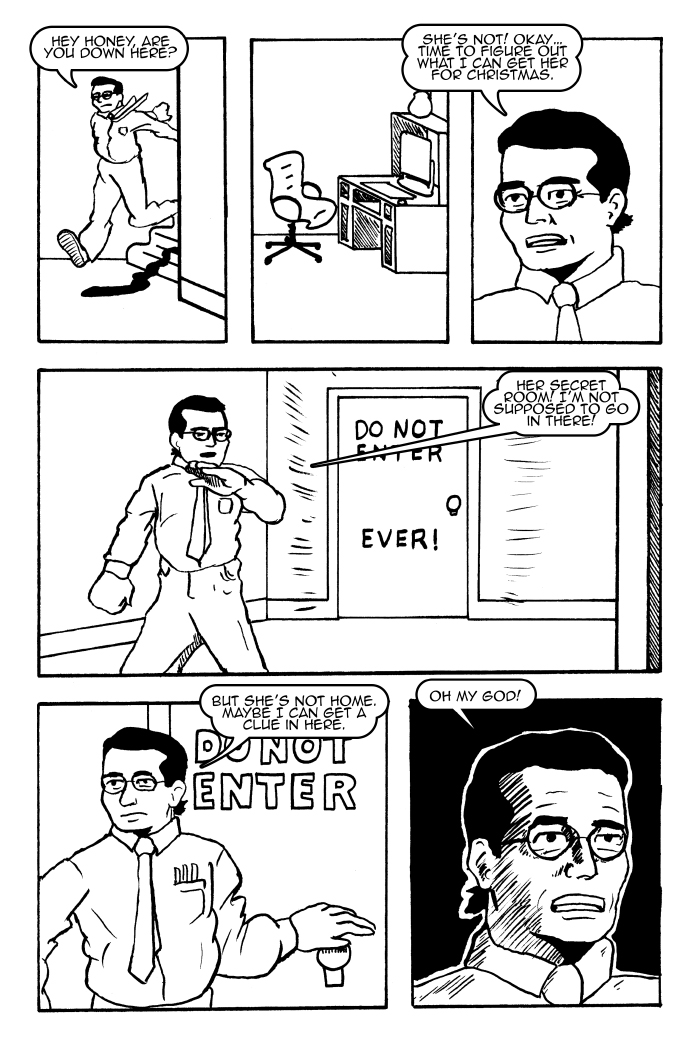 HEY HONEY, ARE
YOU DOWN HERE?
SHE'S NOT! OKAY...
TIME TO FIGURE OUT
WHAT I CAN GET HER
FOR CHRISTMAS.
HER SECRET
ROOM! I'M NOT
SUPPOSED TO GO
IN THERE!
DO NOT
ENTER
EVER!
BUT SHE'S NOT HOME.
MAYBE I CAN GET A
CLUE IN HERE.
DO NOT
ENTER
OH MY GOD!